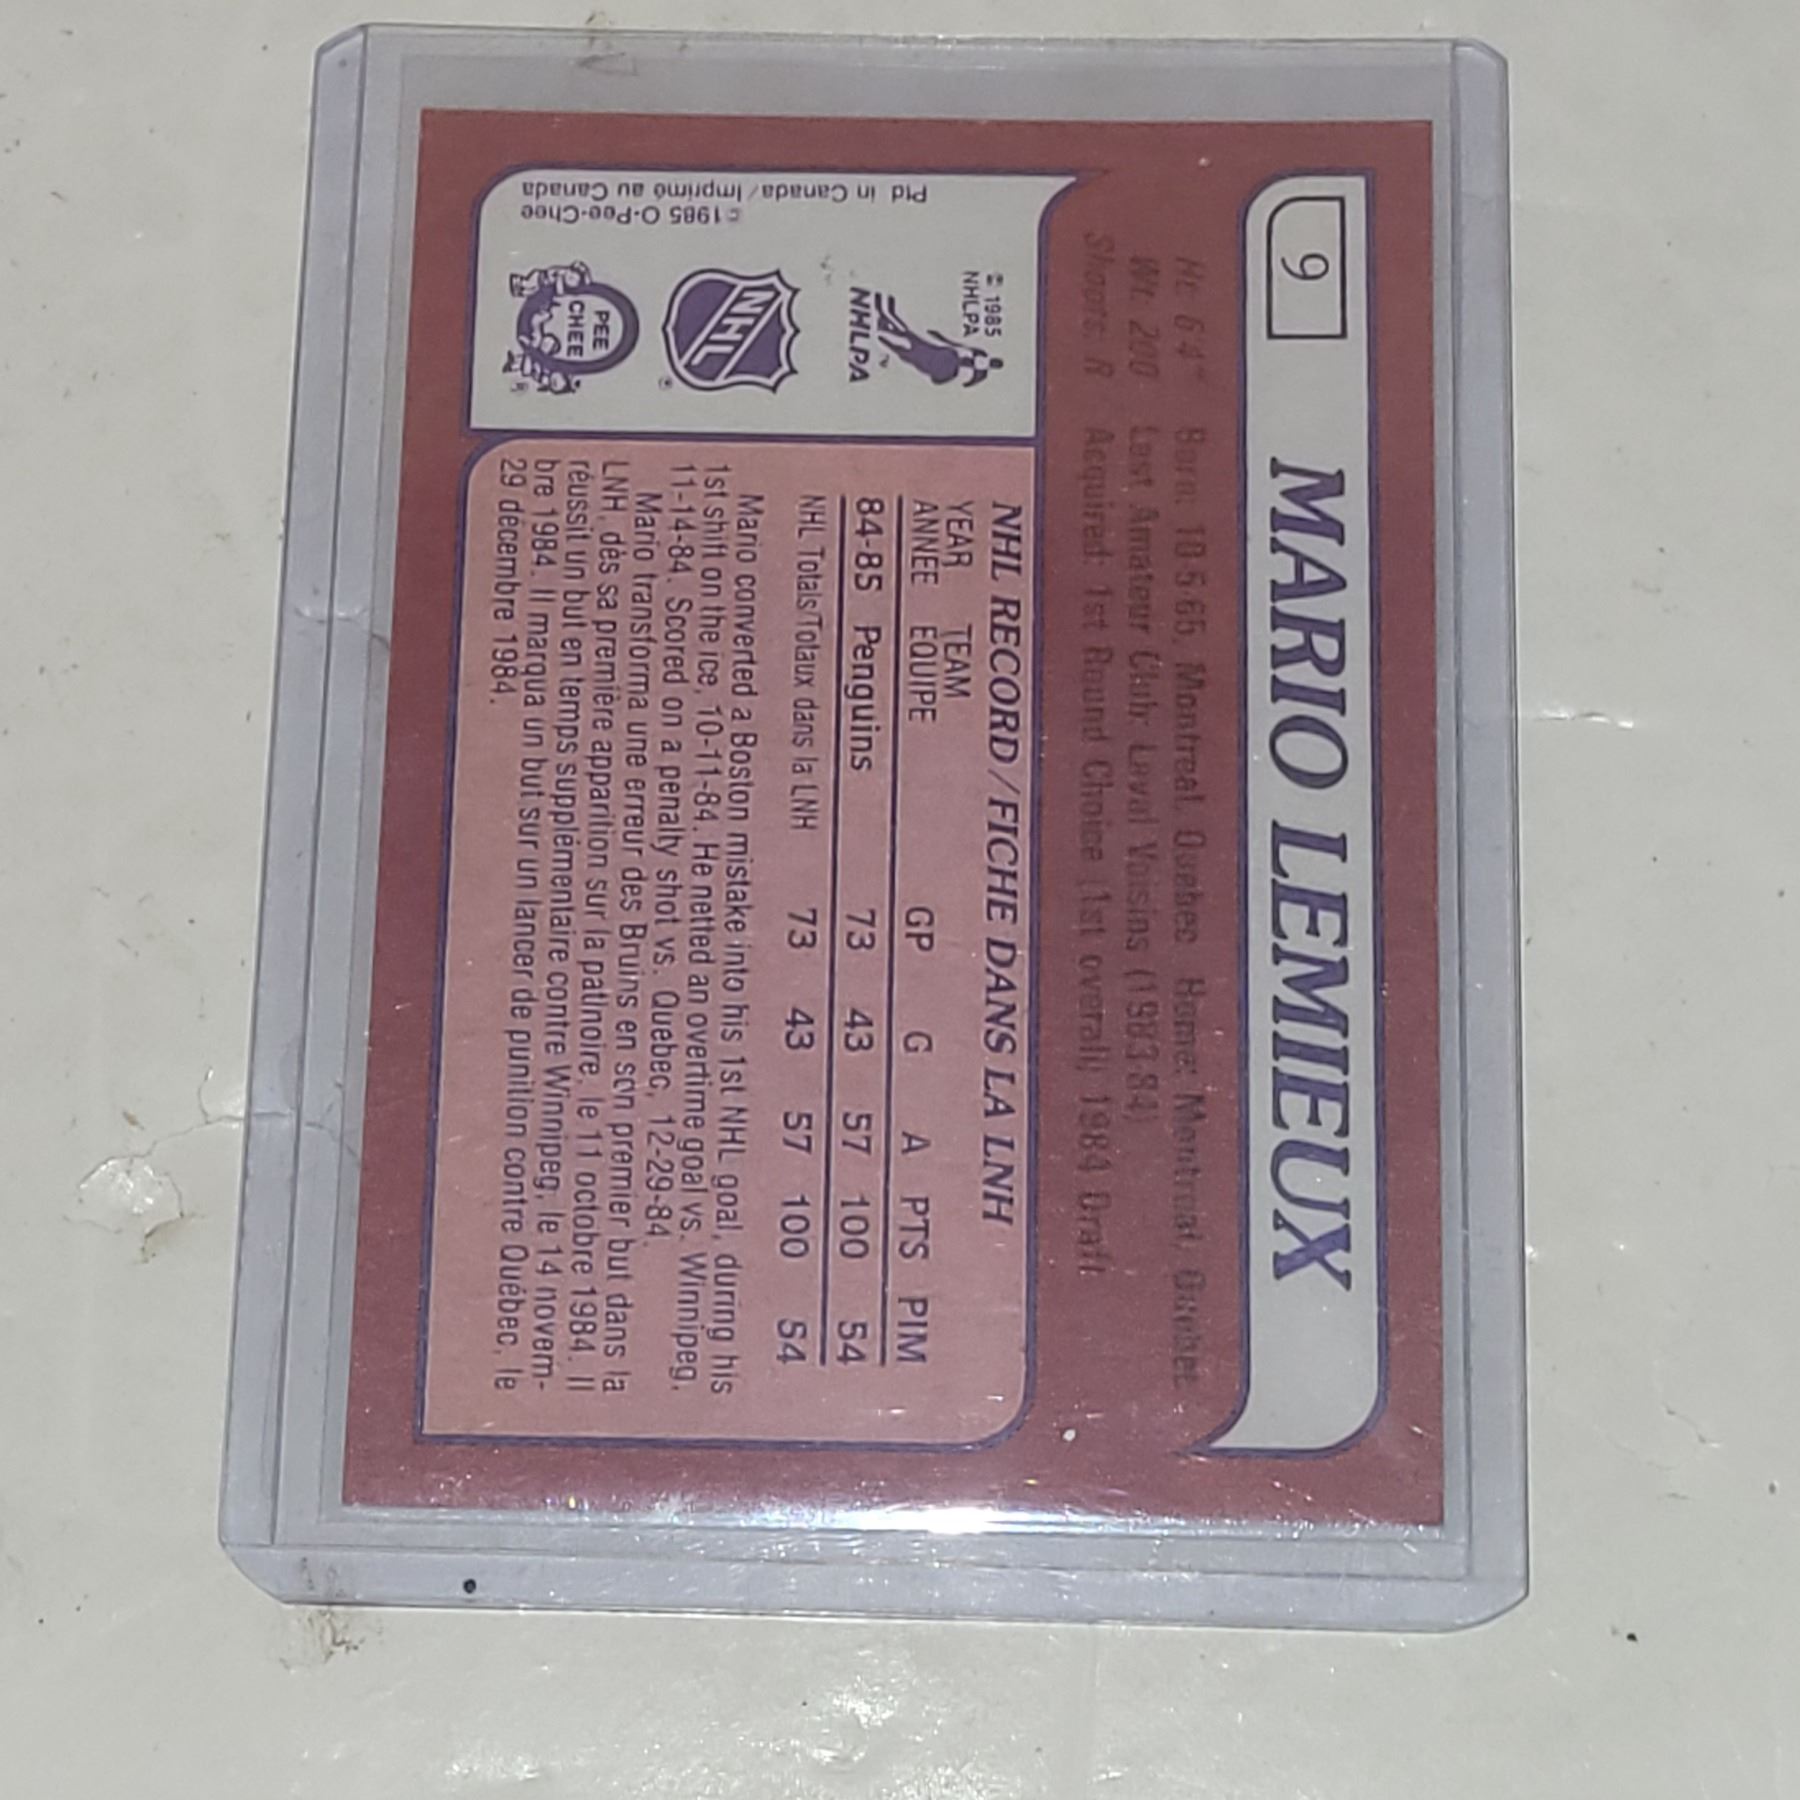 9 MARIO LEMIEUX
Ht: 6'4" Born: 10-5-65, Montreal, Quebec Home: Montreal, Quebec
Wt: 200 Last Amateur Club: Laval Voisins (1983-84)
Shoots: R Acquired: 1st Round Choice (1st overall) 1984 Draft
NHL RECORD/FICHE DANS LA LNH
YEAR TEAM
ANNEE EQUIPE GP G A PTS PIM
84-85 Penguins 73 43 57 100 54
NHL Totals/Totaux dans la LNH 73 43 57 100 54
Mario converted a Boston mistake into his 1st NHL goal, during his
1st shift on the ice, 10-11-84. He netted an overtime goal vs. Winnipeg,
11-14-84. Scored on a penalty shot vs. Quebec, 12-29-84.
Mario transforma une erreur des Bruins en son premier but dans la
LNH, dès sa première apparition sur la patinoire, le 11 octobre 1984. Il
réussit un but en temps supplémentaire contre Winnipeg, le 14 novem-
bre 1984. Il marqua un but sur un lancer de punition contre Québec, le
29 décembre 1984.
© 1985
NHLPA
NHLPA
NHL
®
PEE
CHEE
®
© 1985 O-Pee-Chee
Ptd. in Canada/Imprimé au Canada